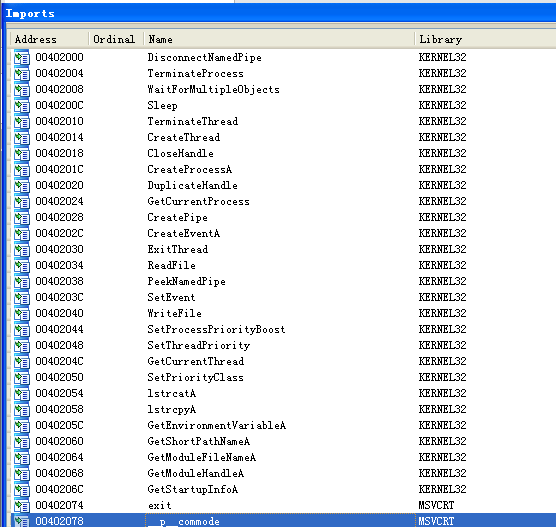 Imports
Address Ordinal Name Library
00402000 DisconnectNamedPipe KERNEL32
00402004 TerminateProcess KERNEL32
00402008 WaitForMultipleObjects KERNEL32
0040200C Sleep KERNEL32
00402010 TerminateThread KERNEL32
00402014 CreateThread KERNEL32
00402018 CloseHandle KERNEL32
0040201C CreateProcessA KERNEL32
00402020 DuplicateHandle KERNEL32
00402024 GetCurrentProcess KERNEL32
00402028 CreatePipe KERNEL32
0040202C CreateEventA KERNEL32
00402030 ExitThread KERNEL32
00402034 ReadFile KERNEL32
00402038 PeekNamedPipe KERNEL32
0040203C SetEvent KERNEL32
00402040 WriteFile KERNEL32
00402044 SetProcessPriorityBoost KERNEL32
00402048 SetThreadPriority KERNEL32
0040204C GetCurrentThread KERNEL32
00402050 SetPriorityClass KERNEL32
00402054 lstrcatA KERNEL32
00402058 lstrcpyA KERNEL32
0040205C GetEnvironmentVariableA KERNEL32
00402060 GetShortPathNameA KERNEL32
00402064 GetModuleFileNameA KERNEL32
00402068 GetModuleHandleA KERNEL32
0040206C GetStartupInfoA KERNEL32
00402074 exit MSVCRT
00402078 __p__commode MSVCRT